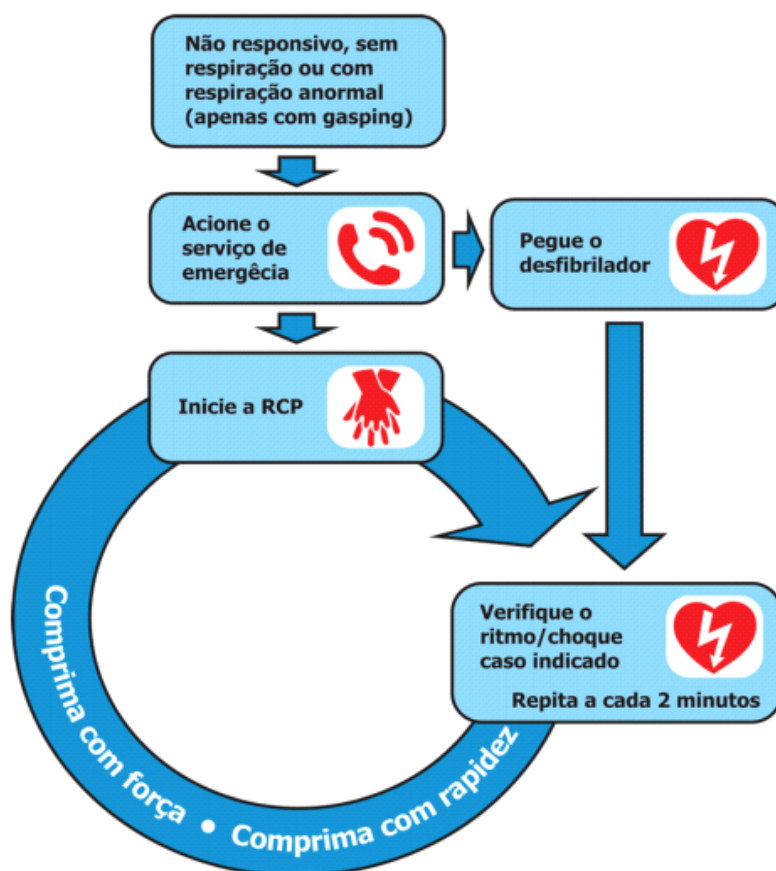 Não responsivo, sem
respiração ou com
respiração anormal
(apenas com gasping)
Acione o
serviço de
emergêcia
Pegue o
desfibrilador
Inicie a RCP
Verifique o
ritmo/choque
caso indicado
Repita a cada 2 minutos
Comprima com força • Comprima com rapidez